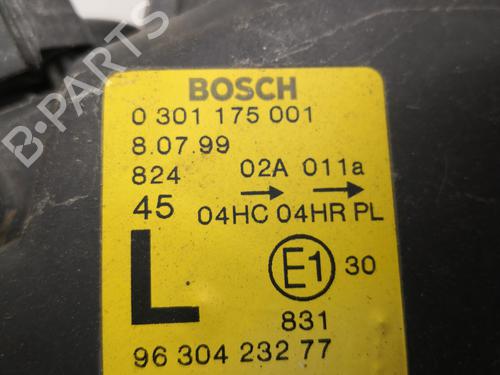 B-PARTS
BOSCH
0 301 175 001
8.07.99
824 02A 011a
45 04HC 04HR PL
L E1 30
831
96 304 232 77